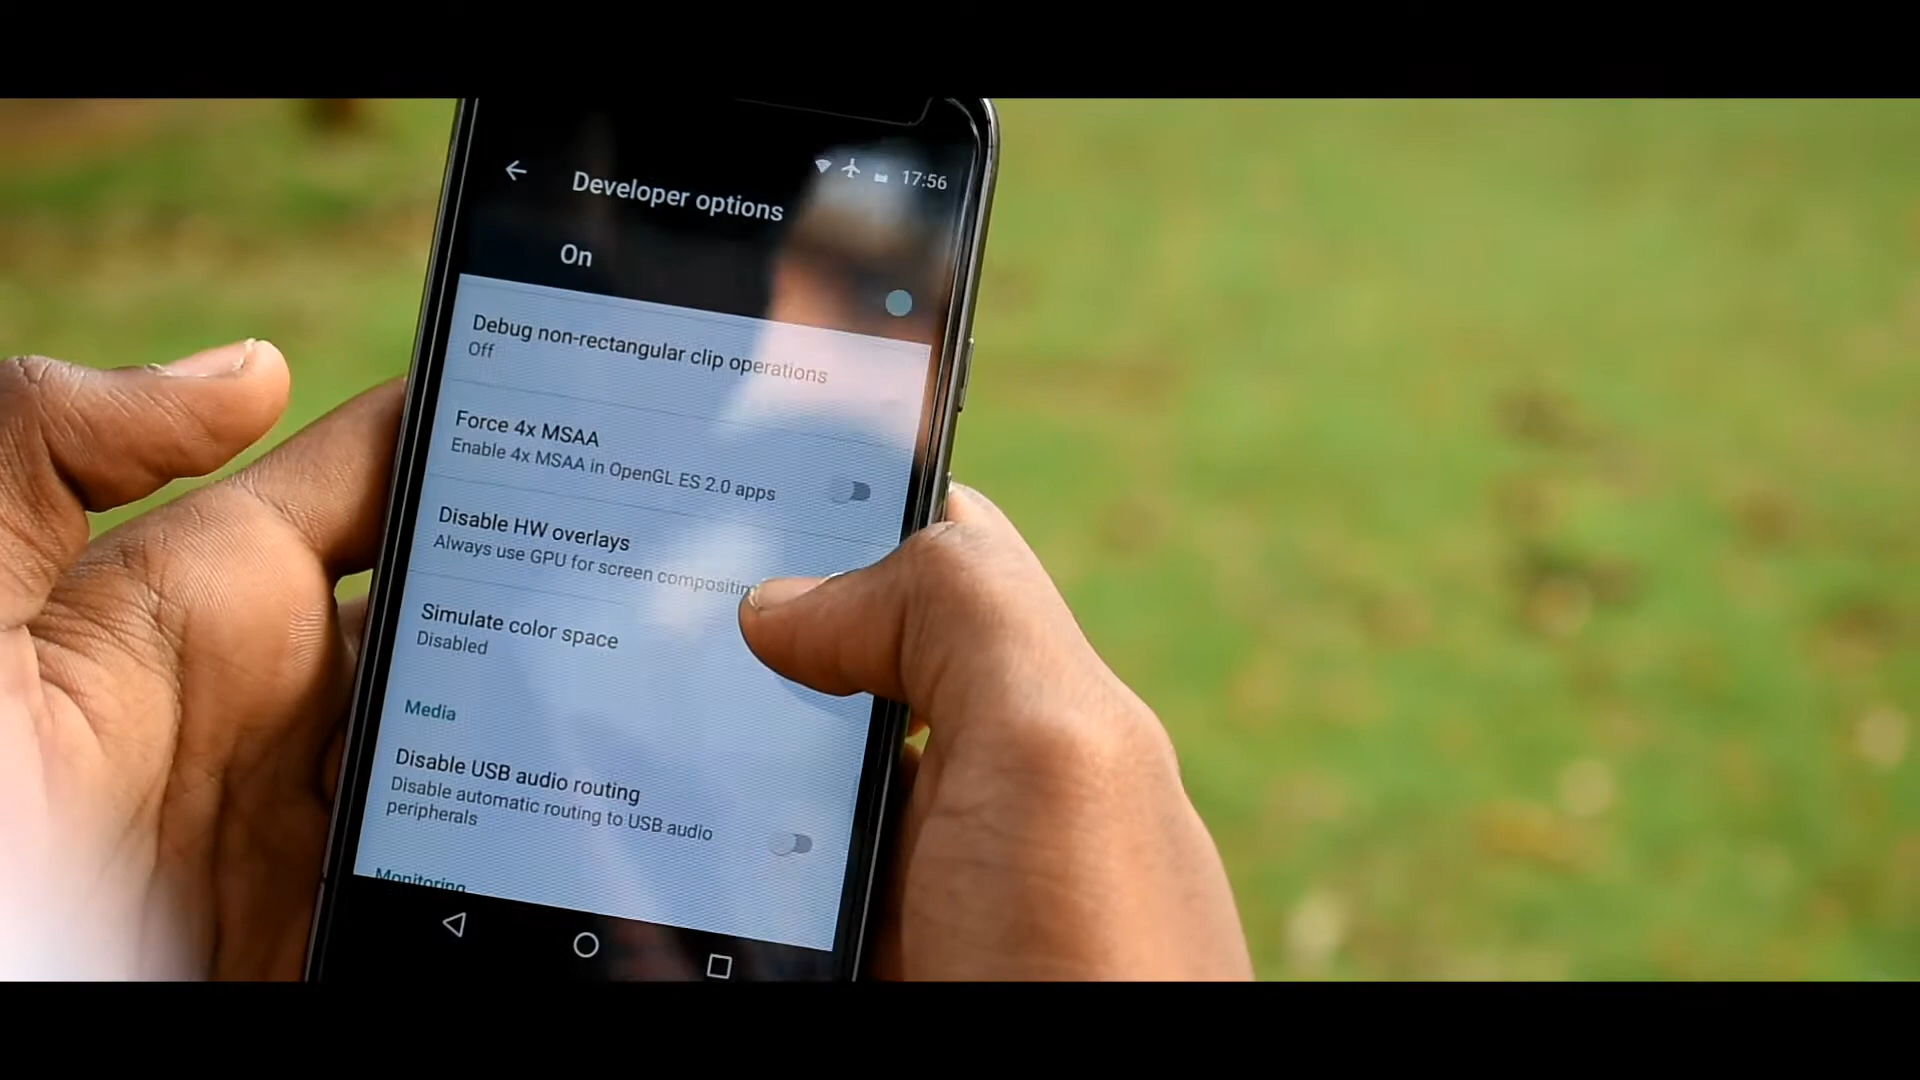 17:56
Developer options
On
Debug non-rectangular clip operations
Off
Force 4x MSAA
Enable 4x MSAA in OpenGL ES 2.0 apps
Disable HW overlays
Always use GPU for screen compositin
Simulate color space
Disabled
Media
Disable USB audio routing
Disable automatic routing to USB audio
peripherals
Monitoring